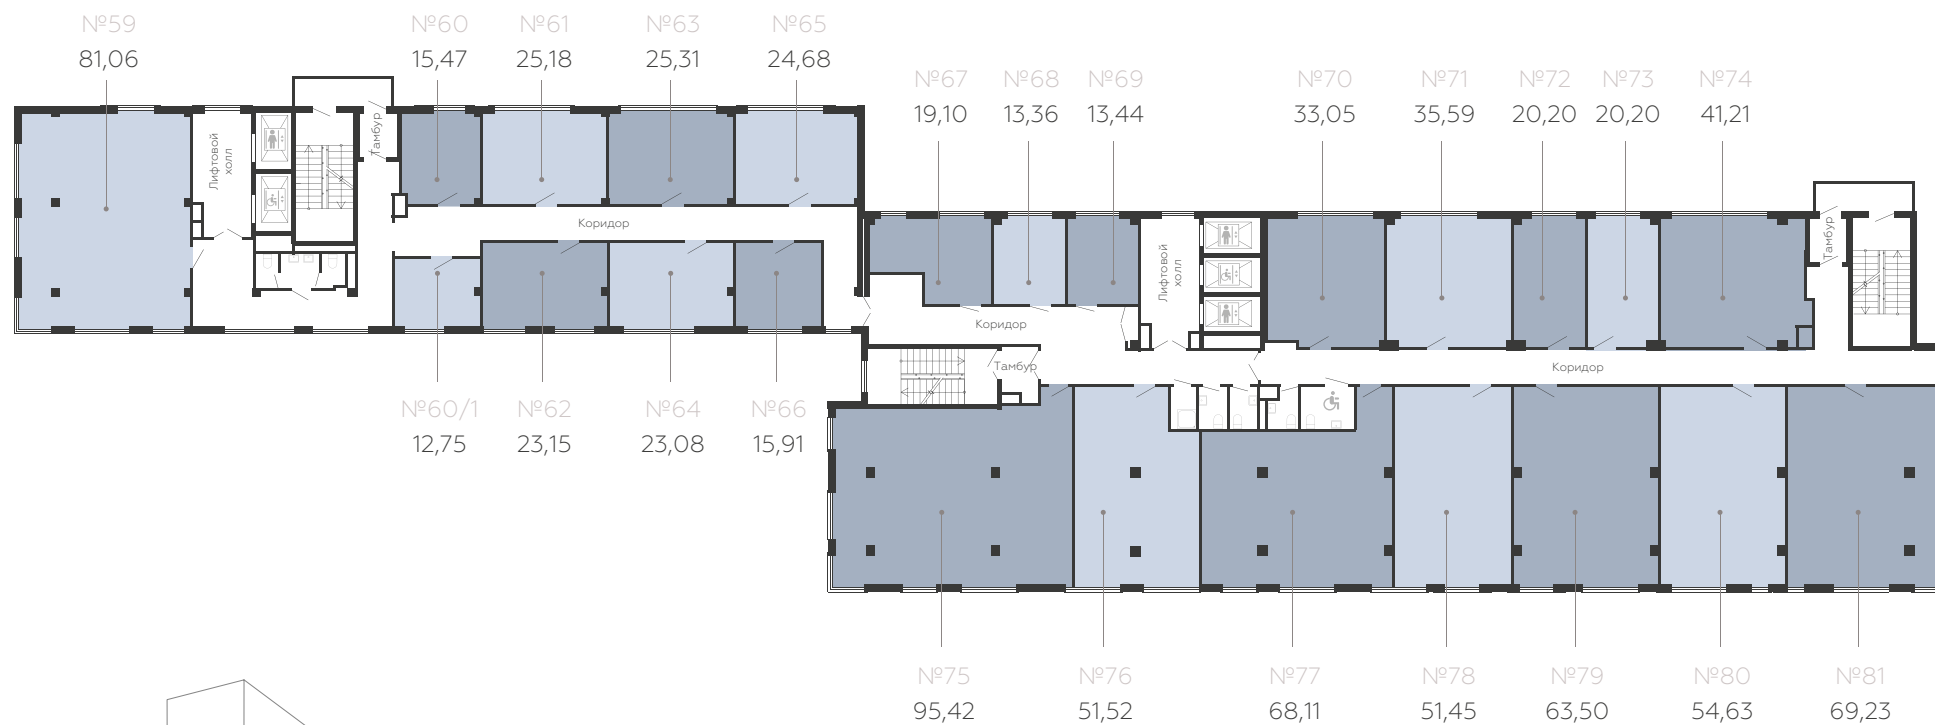 №59 №60 №61 №63 №65
81,06 15,47 25,18 25,31 24,68
№67 №68 №69 №70 №71 №72 №73 №74
19,10 13,36 13,44 33,05 35,59 20,20 20,20 41,21
Лифтовой
холл
Тамбур
Коридор
Лифтовой
холл
Тамбур
Коридор
Тамбур
Коридор
№60/1 №62 №64 №66
12,75 23,15 23,08 15,91
№75 №76 №77 №78 №79 №80 №81
95,42 51,52 68,11 51,45 63,50 54,63 69,23